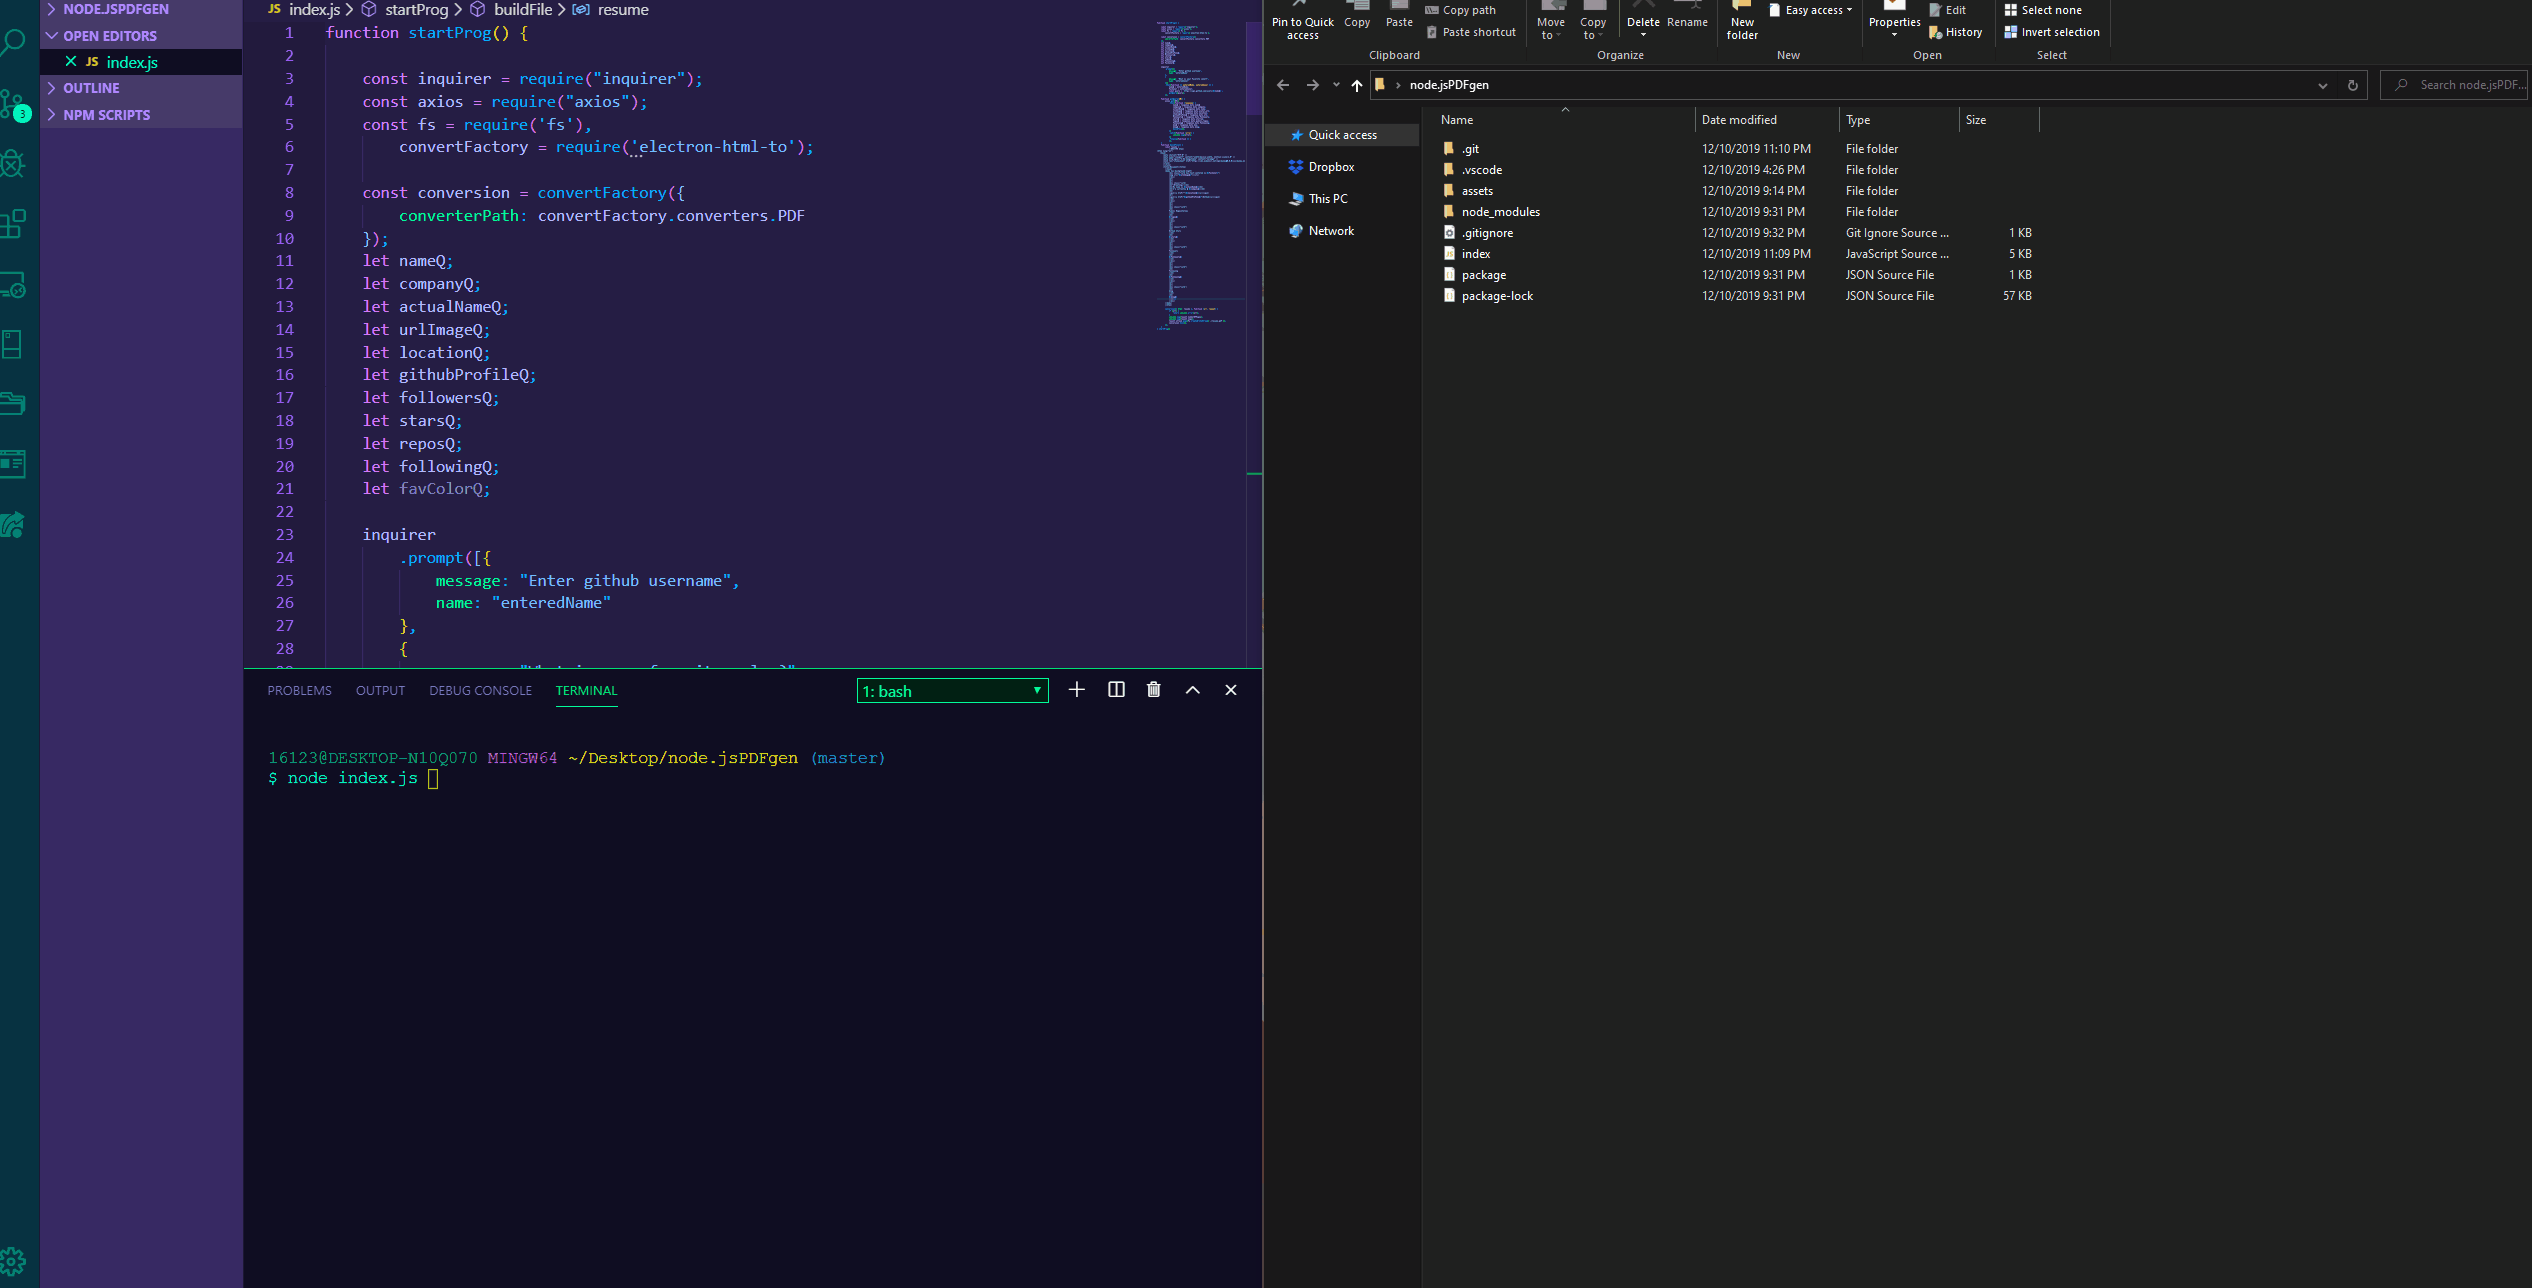 NODE.JSPDFGEN
OPEN EDITORS
JS index.js
OUTLINE
NPM SCRIPTS
3
JS index.js > startProg > buildFile > resume
1 function startProg() {
2
3 const inquirer = require("inquirer");
4 const axios = require("axios");
5 const fs = require('fs'),
6 convertFactory = require('electron-html-to');
7
8 const conversion = convertFactory({
9 converterPath: convertFactory.converters.PDF
10 });
11 let nameQ;
12 let companyQ;
13 let actualNameQ;
14 let urlImageQ;
15 let locationQ;
16 let githubProfileQ;
17 let followersQ;
18 let starsQ;
19 let reposQ;
20 let followingQ;
21 let favColorQ;
22
23 inquirer
24 .prompt([{
25 message: "Enter github username",
26 name: "enteredName"
27 },
28 {
PROBLEMS OUTPUT DEBUG CONSOLE TERMINAL 1: bash
16123@DESKTOP-N10Q070 MINGW64 ~/Desktop/node.jsPDFgen (master)
$ node index.js
Pin to Quick access
Copy
Paste
Copy path
Paste shortcut
Clipboard
Move to
Copy to
Delete
Rename
Organize
New folder
Easy access
New
Properties
Edit
History
Open
Select none
Invert selection
Select
node.jsPDFgen
Search node.jsPDF...
Quick access
Dropbox
This PC
Network
Name Date modified Type Size
.git 12/10/2019 11:10 PM File folder
.vscode 12/10/2019 4:26 PM File folder
assets 12/10/2019 9:14 PM File folder
node_modules 12/10/2019 9:31 PM File folder
.gitignore 12/10/2019 9:32 PM Git Ignore Source ... 1 KB
index 12/10/2019 11:09 PM JavaScript Source ... 5 KB
package 12/10/2019 9:31 PM JSON Source File 1 KB
package-lock 12/10/2019 9:31 PM JSON Source File 57 KB